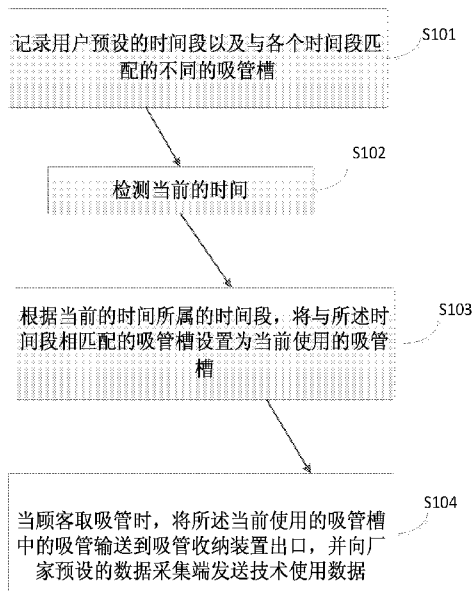 记录用户预设的时间段以及与各个时间段匹
配的不同的吸管槽
S101
S102
检测当前的时间
根据当前的时间所属的时间段，将与所述时
间段相匹配的吸管槽设置为当前使用的吸管
槽
S103
S104
当顾客取吸管时，将所述当前使用的吸管槽
中的吸管输送到吸管收纳装置出口，并向厂
家预设的数据采集端发送技术使用数据